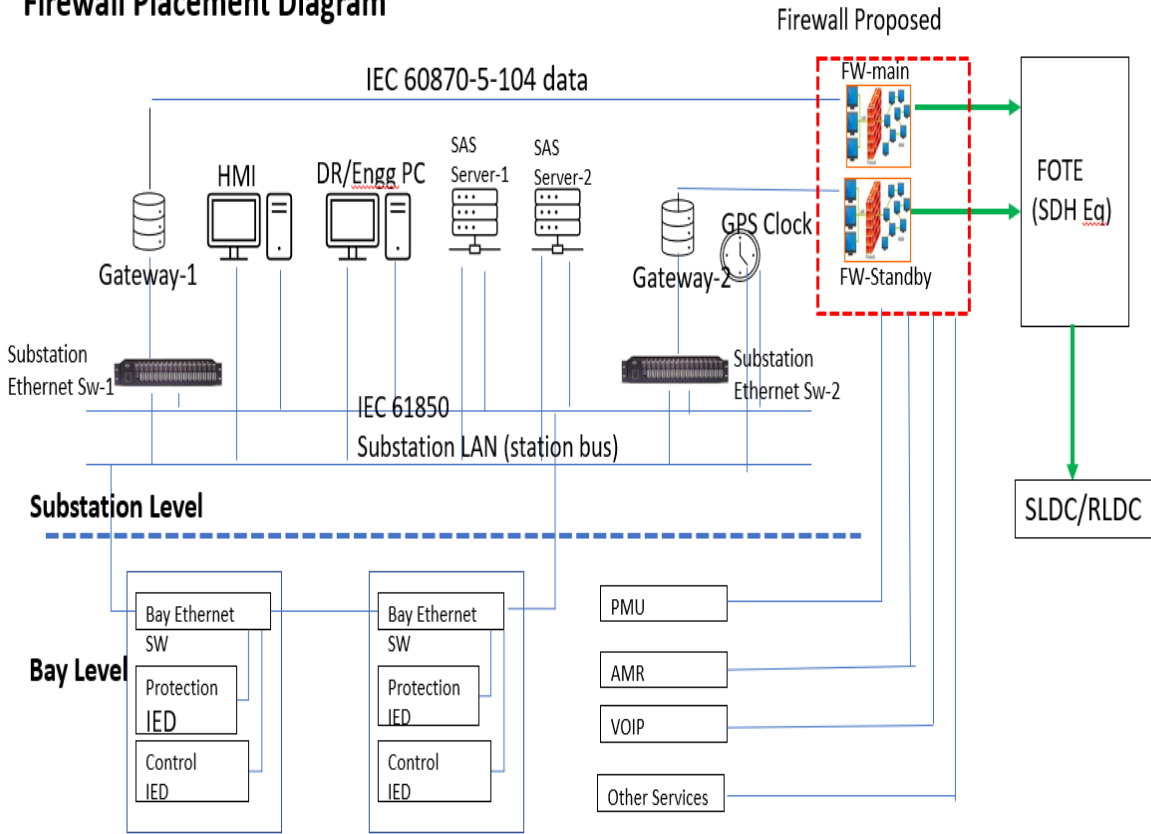 Firewall Placement Diagram
Firewall Proposed
IEC 60870-5-104 data
FW-main
HMI
DR/Engg PC
SAS
Server-1
SAS
Server-2
FOTE
(SDH Eq)
GPS Clock
Gateway-1
Gateway-2
FW-Standby
Substation
Ethernet Sw-1
Substation
Ethernet Sw-2
IEC 61850
Substation LAN (station bus)
Substation Level
SLDC/RLDC
Bay Ethernet
SW
Bay Ethernet
SW
PMU
Bay Level
Protection
IED
Protection
IED
AMR
VOIP
Control
IED
Control
IED
Other Services